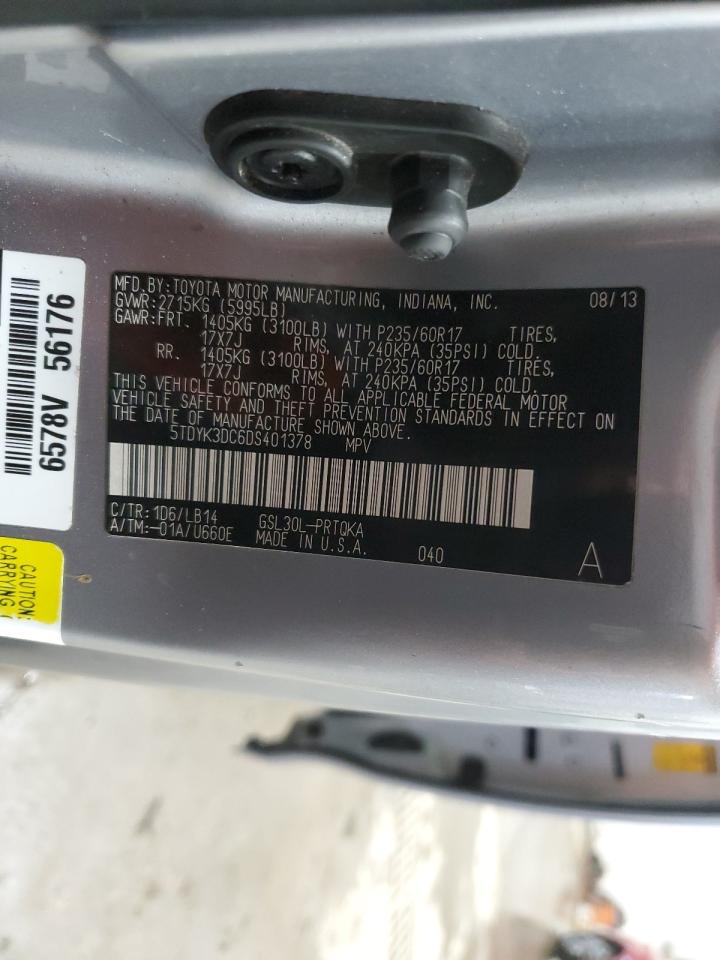 MFD.BY:TOYOTA MOTOR MANUFACTURING, INDIANA, INC. 08/13
GVWR:2715KG (5995LB)
GAWR:FRT. 1405KG (3100LB) WITH P235/60R17 TIRES,
17X7J RIMS, AT 240KPA (35PSI) COLD.
RR. 1405KG (3100LB) WITH P235/60R17 TIRES,
17X7J RIMS, AT 240KPA (35PSI) COLD.
THIS VEHICLE CONFORMS TO ALL APPLICABLE FEDERAL MOTOR
VEHICLE SAFETY AND THEFT PREVENTION STANDARDS IN EFFECT ON
THE DATE OF MANUFACTURE SHOWN ABOVE.
5TDYK3DC6DS401378 MPV
C/TR:1D6/LB14 GSL30L-PRTQKA
A/TM:-01A/U660E MADE IN U.S.A. 040 A
6578V 56176
CAUTION:
CARRYING